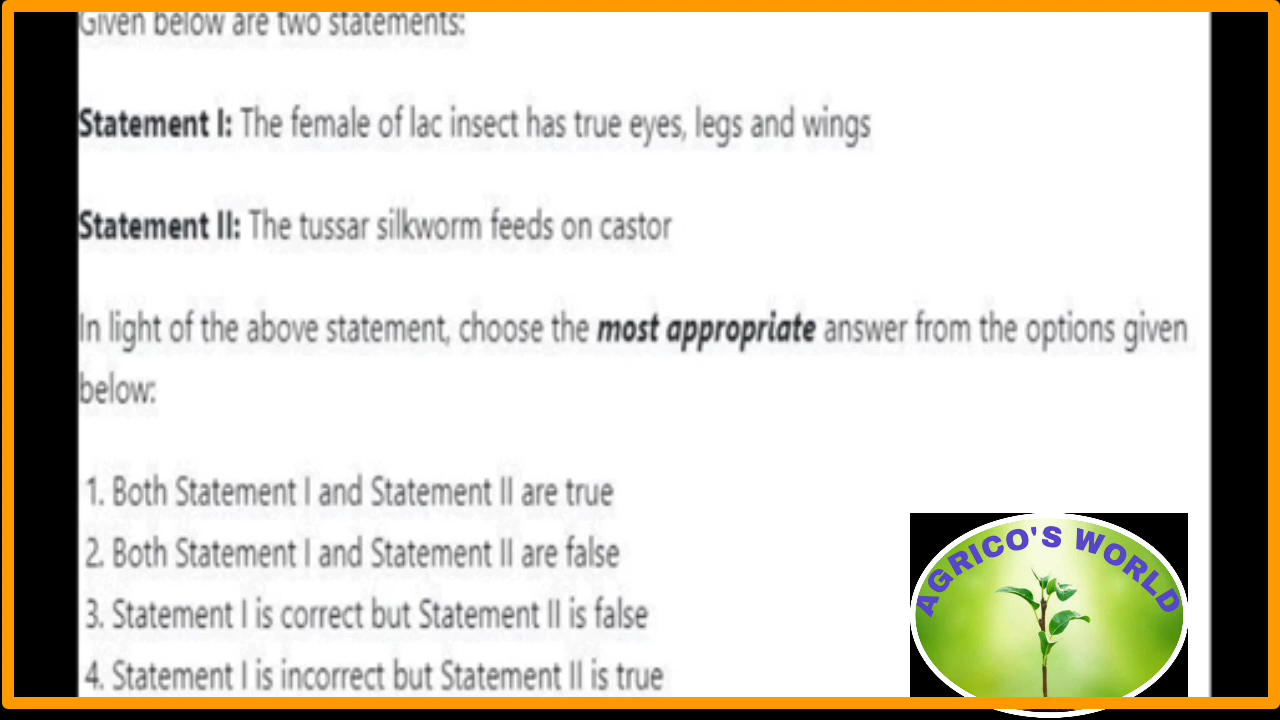 Given below are two statements:
Statement I: The female of lac insect has true eyes, legs and wings
Statement II: The tussar silkworm feeds on castor
In light of the above statement, choose the most appropriate answer from the options given
below:
1. Both Statement I and Statement II are true
2. Both Statement I and Statement II are false
3. Statement I is correct but Statement II is false
4. Statement I is incorrect but Statement II is true
AGRICO'S WORLD